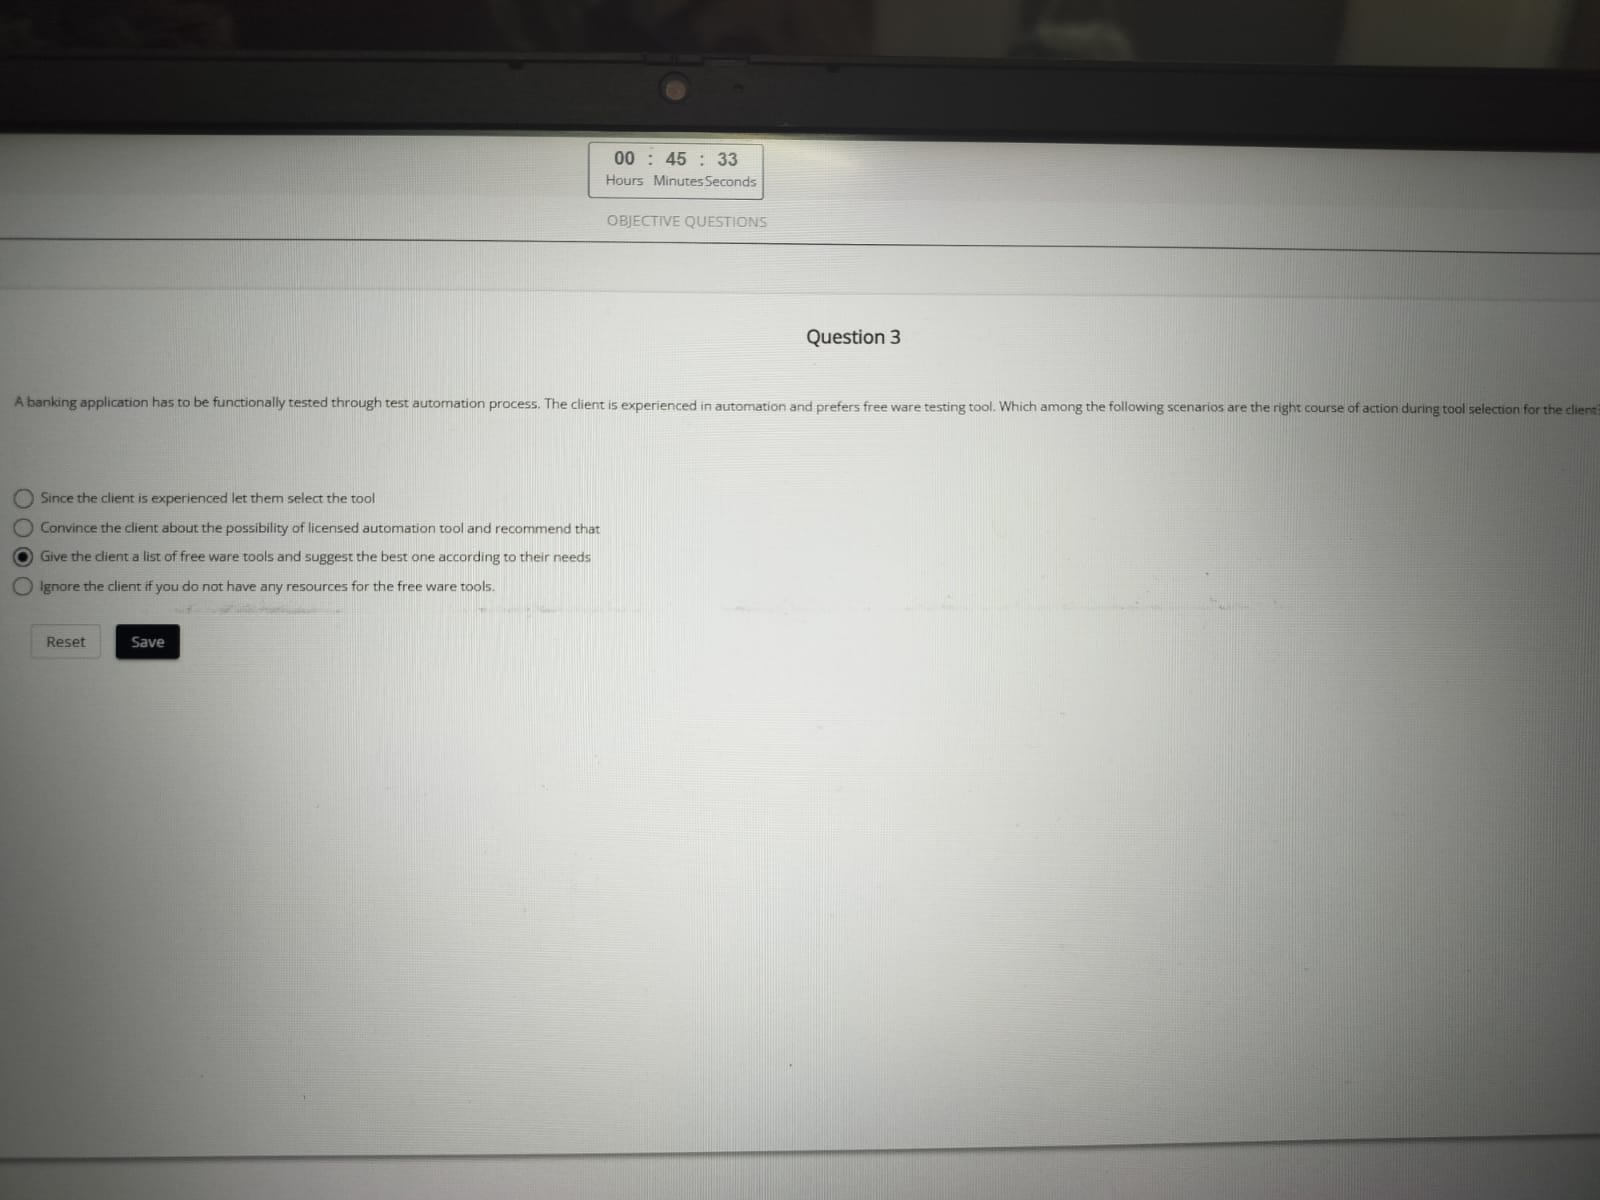 00 : 45 : 33
Hours Minutes Seconds
OBJECTIVE QUESTIONS
Question 3
A banking application has to be functionally tested through test automation process. The client is experienced in automation and prefers free ware testing tool. Which among the following scenarios are the right course of action during tool selection for the client?
Since the client is experienced let them select the tool
Convince the client about the possibility of licensed automation tool and recommend that
Give the client a list of free ware tools and suggest the best one according to their needs
Ignore the client if you do not have any resources for the free ware tools.
Reset Save